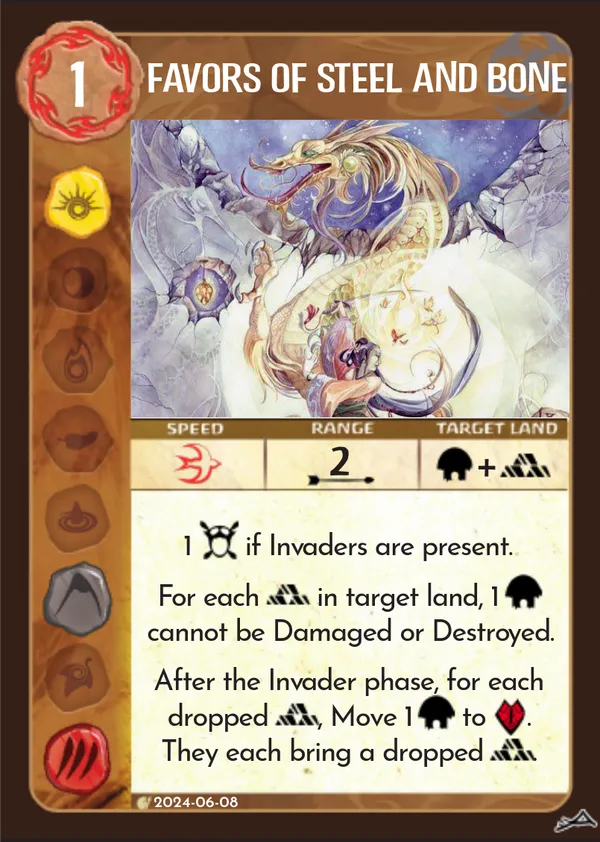 1 FAVORS OF STEEL AND BONE
SPEED RANGE TARGET LAND
2 +
1 if Invaders are present.
For each in target land, 1
cannot be Damaged or Destroyed.
After the Invader phase, for each
dropped , Move 1 to .
They each bring a dropped
2024-06-08